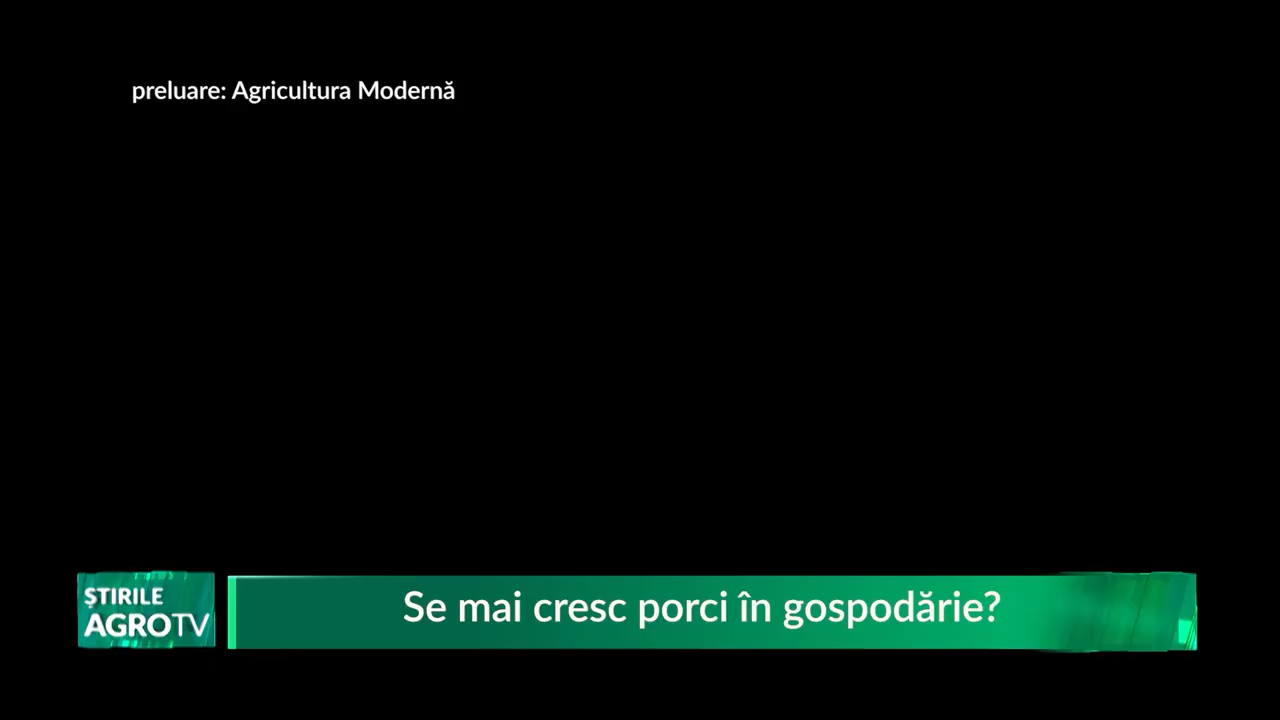 preluare: Agricultura Modernă
ȘTIRILE
AGROTV
Se mai cresc porci în gospodărie?